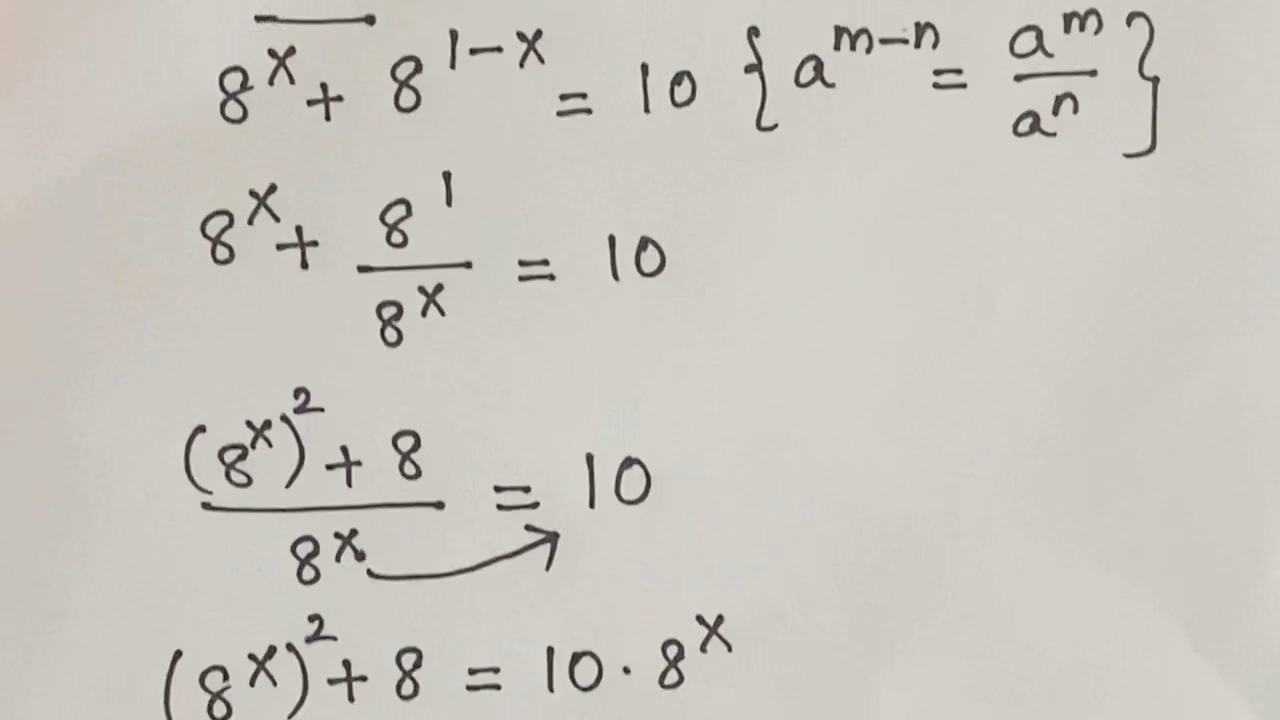 8^x + 8^(1-x) = 10 {a^(m-n) = a^m/a^n}
8^x + 8^1/8^x = 10
((8^x)^2 + 8)/8^x = 10
(8^x)^2 + 8 = 10 · 8^x